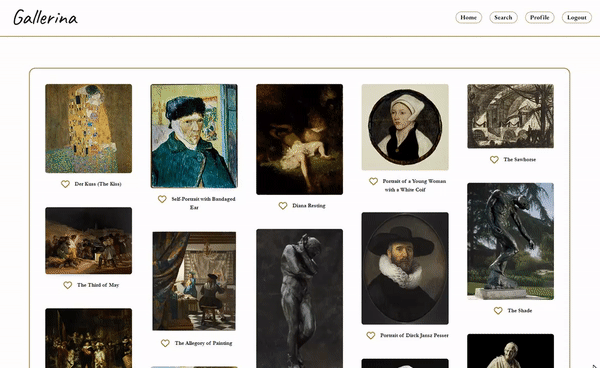 Gallerina
Home
Search
Profile
Logout
Der Kuss (The Kiss)
Self-Portrait with Bandaged
Ear
Diana Resting
Portrait of a Young Woman
with a White Coif
The Sawhorse
The Third of May
The Allegory of Painting
Portrait of Dirck Jansz Pesser
The Shade